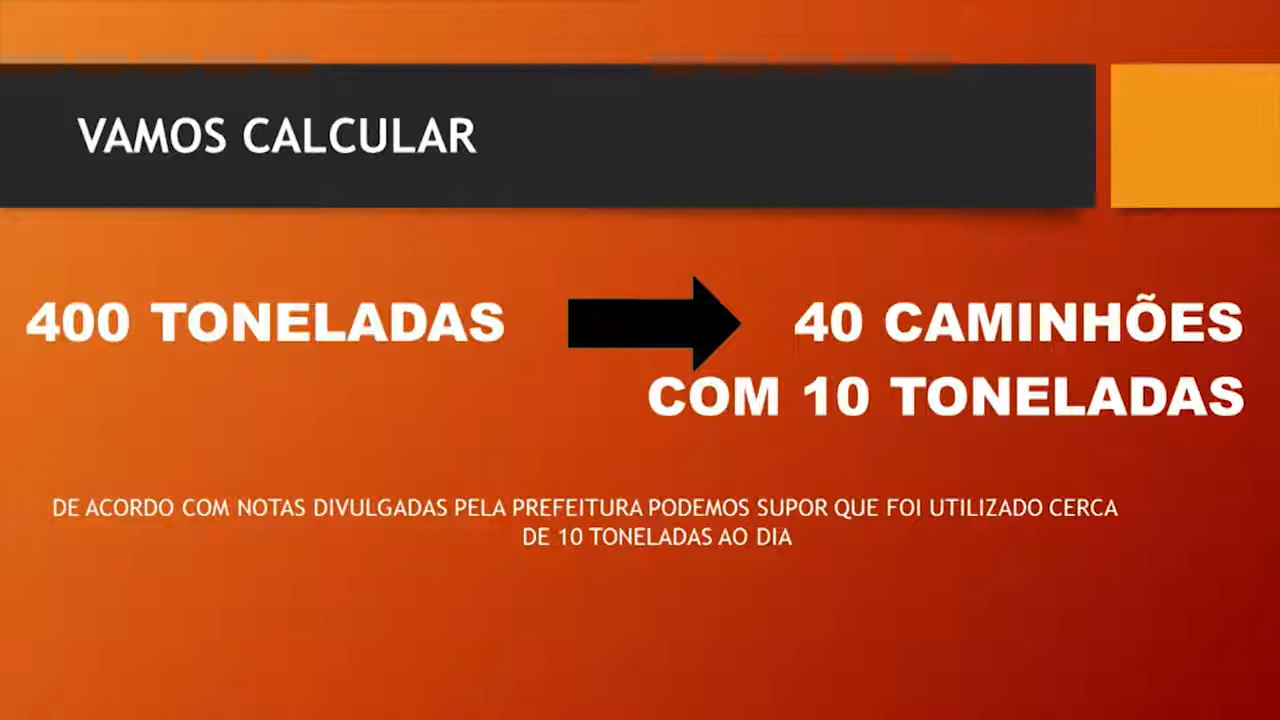 VAMOS CALCULAR
400 TONELADAS
40 CAMINHÕES
COM 10 TONELADAS
DE ACORDO COM NOTAS DIVULGADAS PELA PREFEITURA PODEMOS SUPOR QUE FOI UTILIZADO CERCA
DE 10 TONELADAS AO DIA